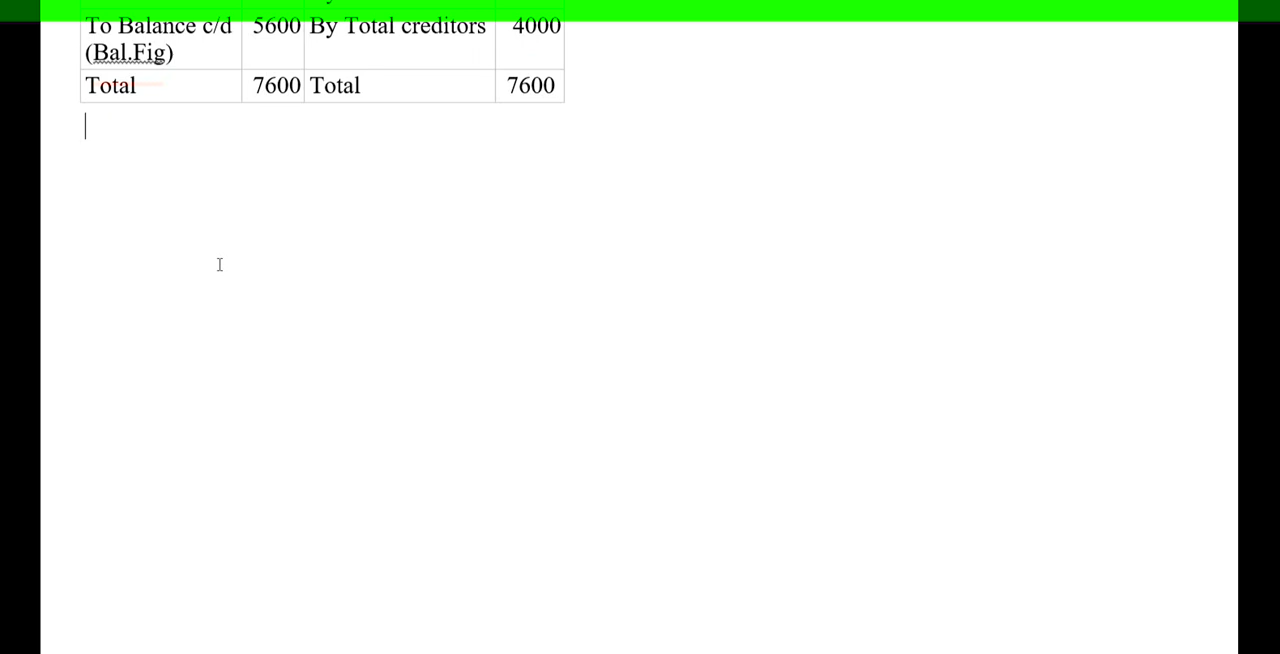 To Balance c/d 5600 By Total creditors 4000
(Bal.Fig)
Total 7600 Total 7600